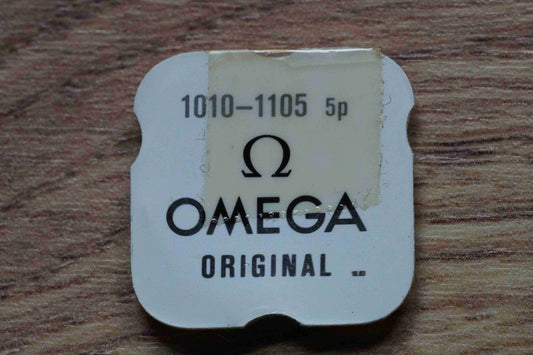 1010–1105 5p
Ω
OMEGA
ORIGINAL